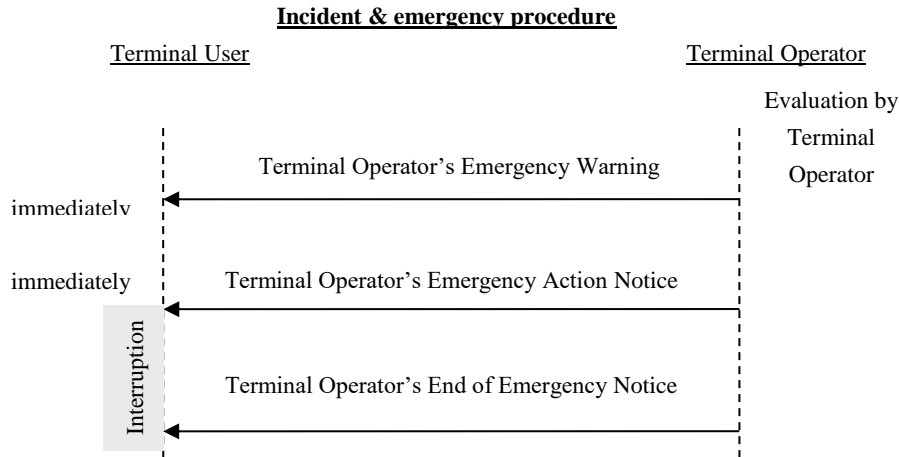 Incident & emergency procedure
Terminal User
Terminal Operator
Evaluation by
Terminal
Operator
Terminal Operator’s Emergency Warning
immediately
immediately
Terminal Operator’s Emergency Action Notice
Interruption
Terminal Operator’s End of Emergency Notice